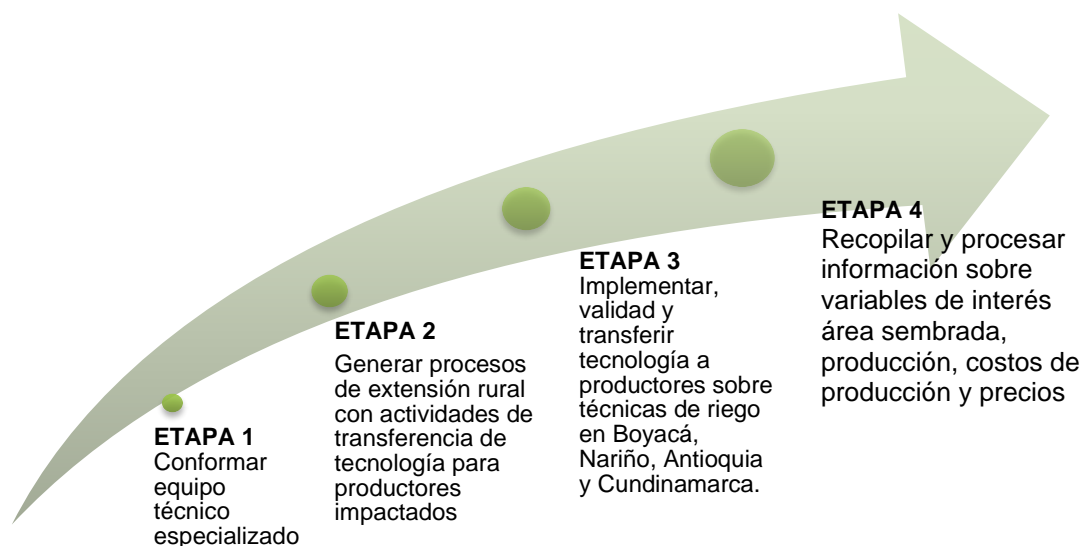 ETAPA 1
Conformar
equipo
técnico
especializado
ETAPA 2
Generar procesos
de extensión rural
con actividades de
transferencia de
tecnología para
productores
impactados
ETAPA 3
Implementar,
validad y
transferir
tecnología a
productores sobre
técnicas de riego
en Boyacá,
Nariño, Antioquia
y Cundinamarca.
ETAPA 4
Recopilar y procesar
información sobre
variables de interés
área sembrada,
producción, costos de
producción y precios